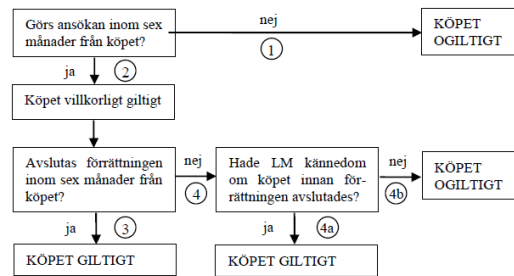 Görs ansökan inom sex
månader från köpet?
nej
1
KÖPET
OGILTIGT
ja
2
Köpet villkorligt giltigt
Avslutas förrättningen
inom sex månader från
köpet?
nej
4
Hade LM kännedom
om köpet innan för-
rättningen avslutades?
nej
4b
KÖPET
OGILTIGT
ja
3
ja
4a
KÖPET GILTIGT
KÖPET GILTIGT